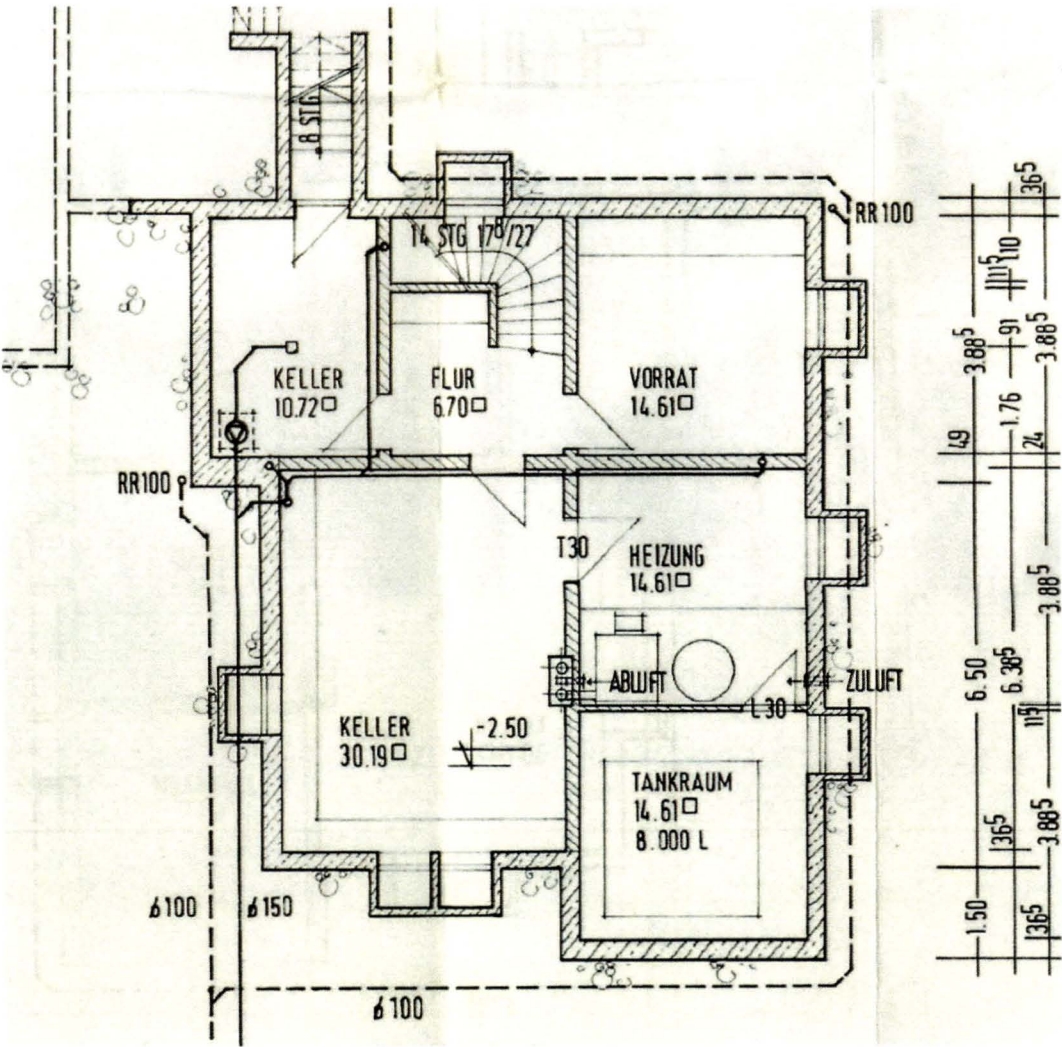 8 STG
14 STG 17⁸/27
RR100
KELLER
10.72□
FLUR
6.70□
VORRAT
14.61□
RR100
T30
HEIZUNG
14.61□
ABLUFT
ZULUFT
L30
KELLER
30.19□
-2.50
TANKRAUM
14.61□
8.000 L
ø100
ø150
ø100
36⁵
11⁵
1.10
3.88⁵
91
3.88⁵
1.76
49
24
3.88⁵
6.50
6.38⁵
11⁵
36⁵
3.88⁵
1.50
36⁵